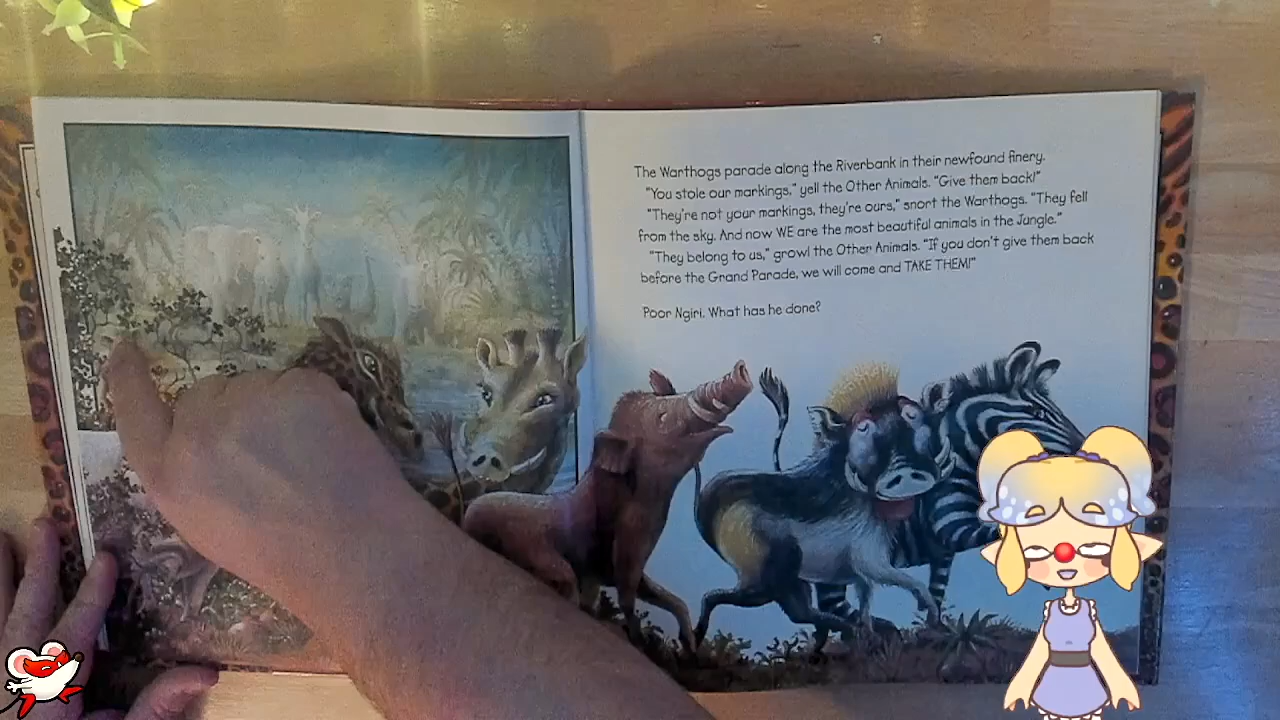 The Warthogs parade along the Riverbank in their newfound finery.
"You stole our markings," yell the Other Animals. "Give them back!"
"They're not your markings, they're ours," snort the Warthogs. "They fell
from the sky. And now WE are the most beautiful animals in the Jungle."
"They belong to us," growl the Other Animals. "If you don't give them back
before the Grand Parade, we will come and TAKE THEM!"
Poor Ngiri. What has he done?